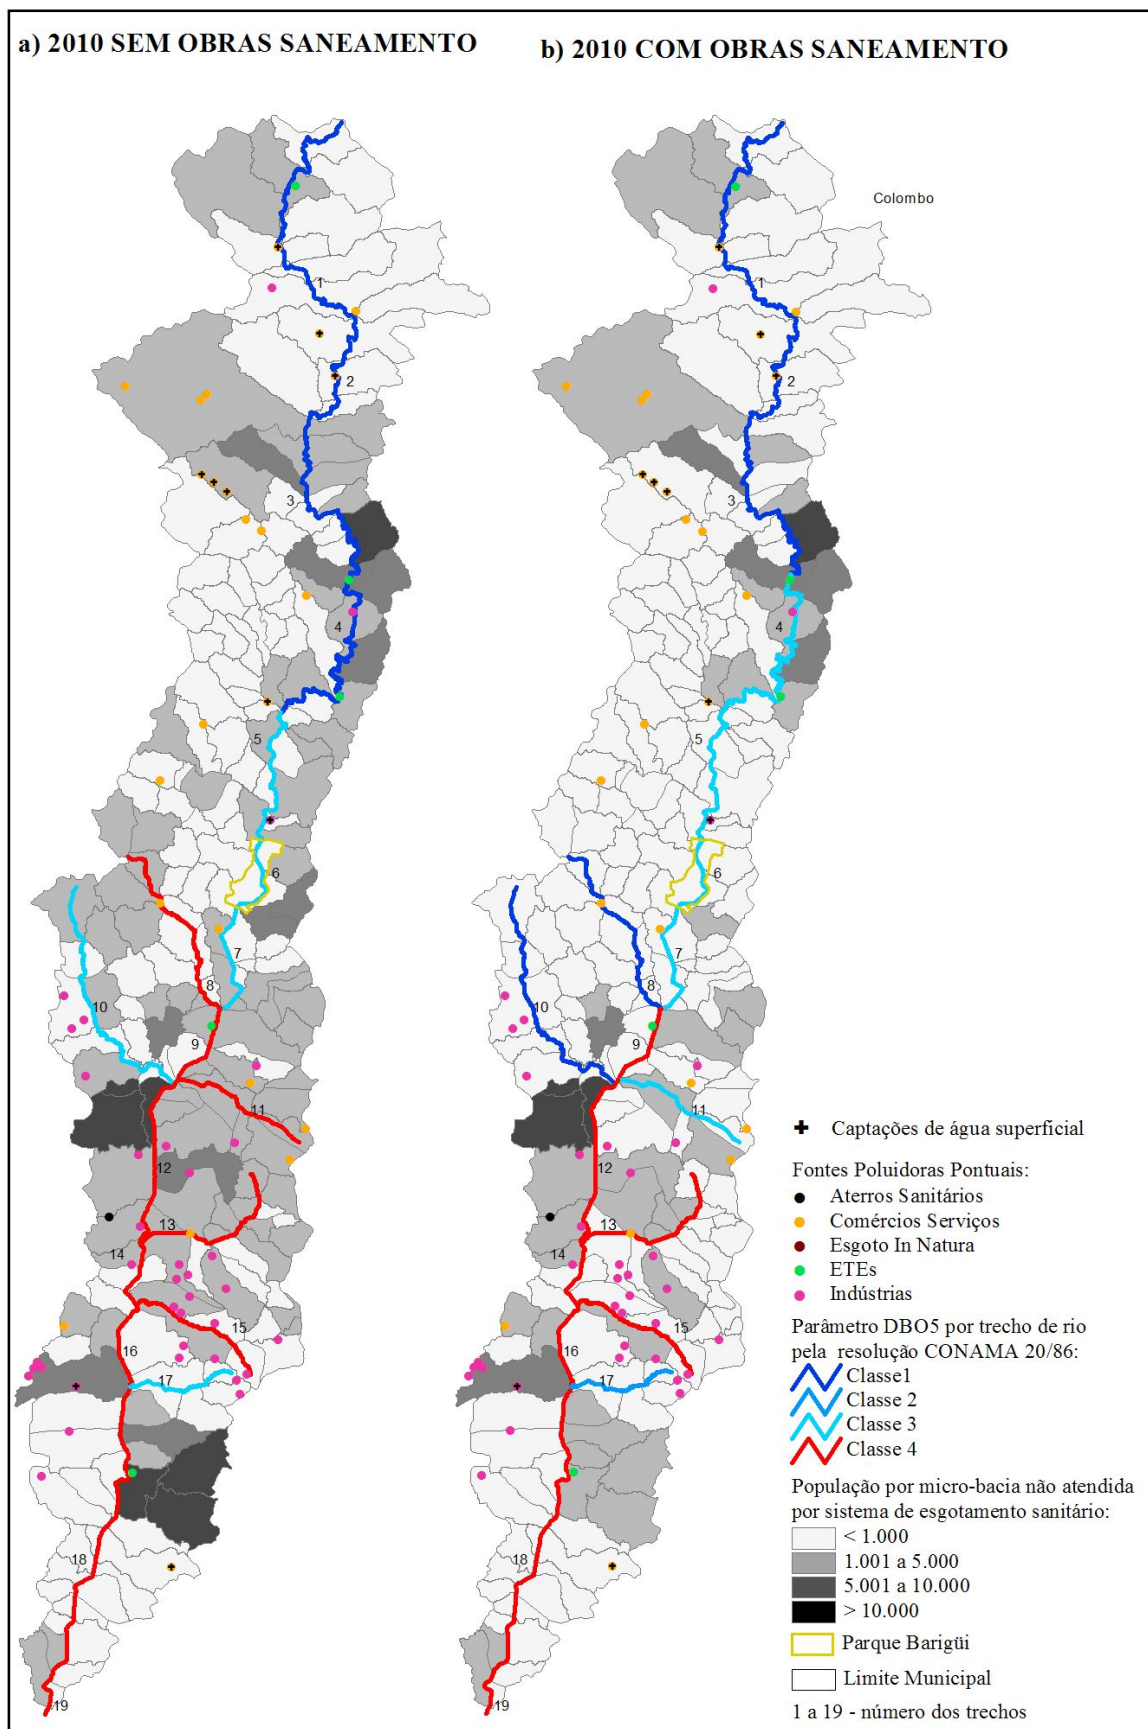 a) 2010 SEM OBRAS SANEAMENTO
b) 2010 COM OBRAS SANEAMENTO
1
2
3
4
5
6
7
8
9
10
11
12
13
14
15
16
17
18
19
Colombo
1
2
3
4
5
6
7
8
9
10
11
12
13
14
15
16
17
18
19
Captações de água superficial
Fontes Poluidoras Pontuais:
Aterros Sanitários
Comércios Serviços
Esgoto In Natura
ETEs
Indústrias
Parâmetro DBO5 por trecho de rio
pela resolução CONAMA 20/86:
Classe1
Classe 2
Classe 3
Classe 4
População por micro-bacia não atendida
por sistema de esgotamento sanitário:
< 1.000
1.001 a 5.000
5.001 a 10.000
> 10.000
Parque Barigüi
Limite Municipal
1 a 19 - número dos trechos